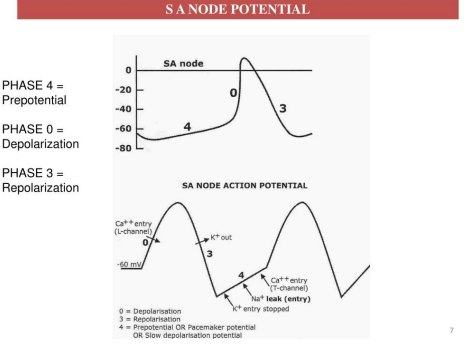 S A NODE POTENTIAL
PHASE 4 =
Prepotential
PHASE 0 =
Depolarization
PHASE 3 =
Repolarization
SA node
0
-20
-40
-60
-80
4
0
3
SA NODE ACTION POTENTIAL
Ca++ entry
(L-channel)
0
K+ out
3
-60 mV
4
Ca++ entry
(T-channel)
Na+ leak (entry)
K+ entry stopped
0 = Depolarisation
3 = Repolarisation
4 = Prepotential OR Pacemaker potential
OR Slow depolarisation potential
7